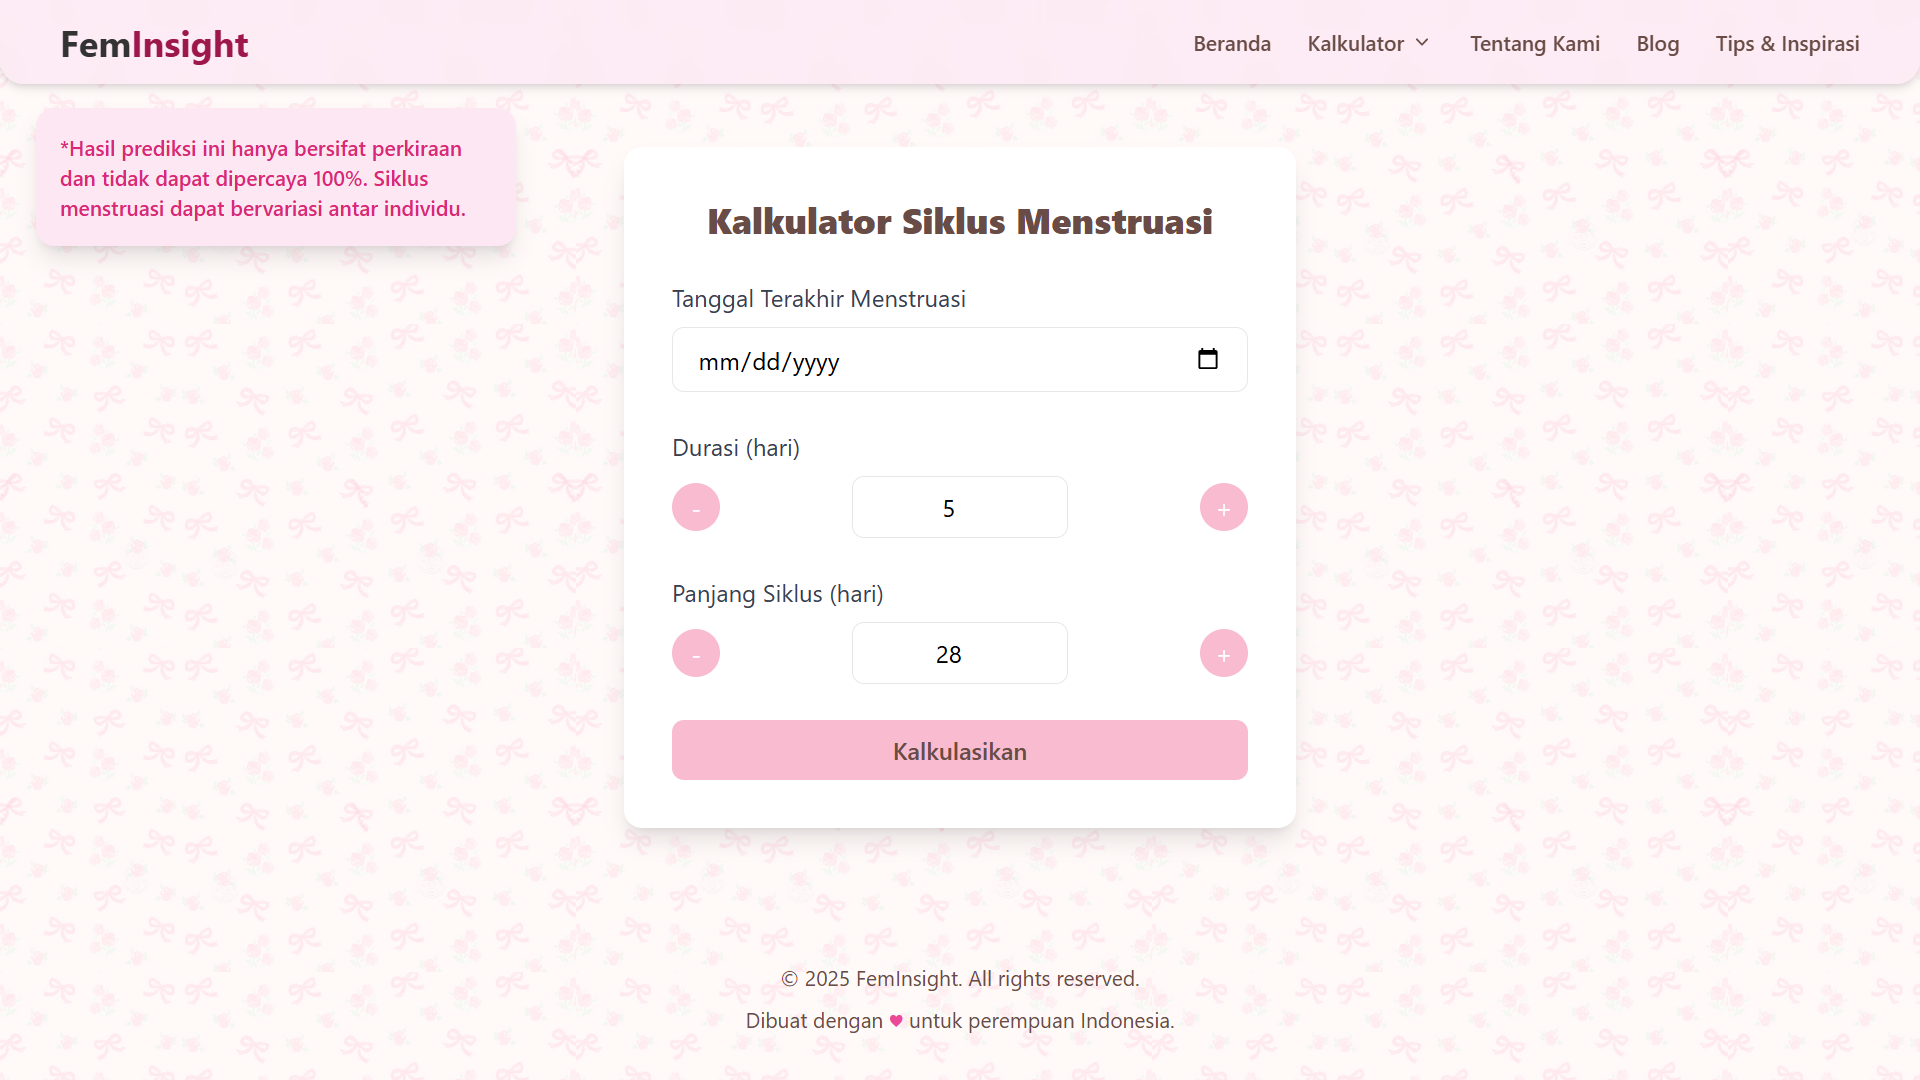 FemInsight
Beranda
Kalkulator
Tentang Kami
Blog
Tips & Inspirasi
*Hasil prediksi ini hanya bersifat perkiraan
dan tidak dapat dipercaya 100%. Siklus
menstruasi dapat bervariasi antar individu.
Kalkulator Siklus Menstruasi
Tanggal Terakhir Menstruasi
mm/dd/yyyy
Durasi (hari)
- 5 +
Panjang Siklus (hari)
- 28 +
Kalkulasikan
© 2025 FemInsight. All rights reserved.
Dibuat dengan ♥ untuk perempuan Indonesia.